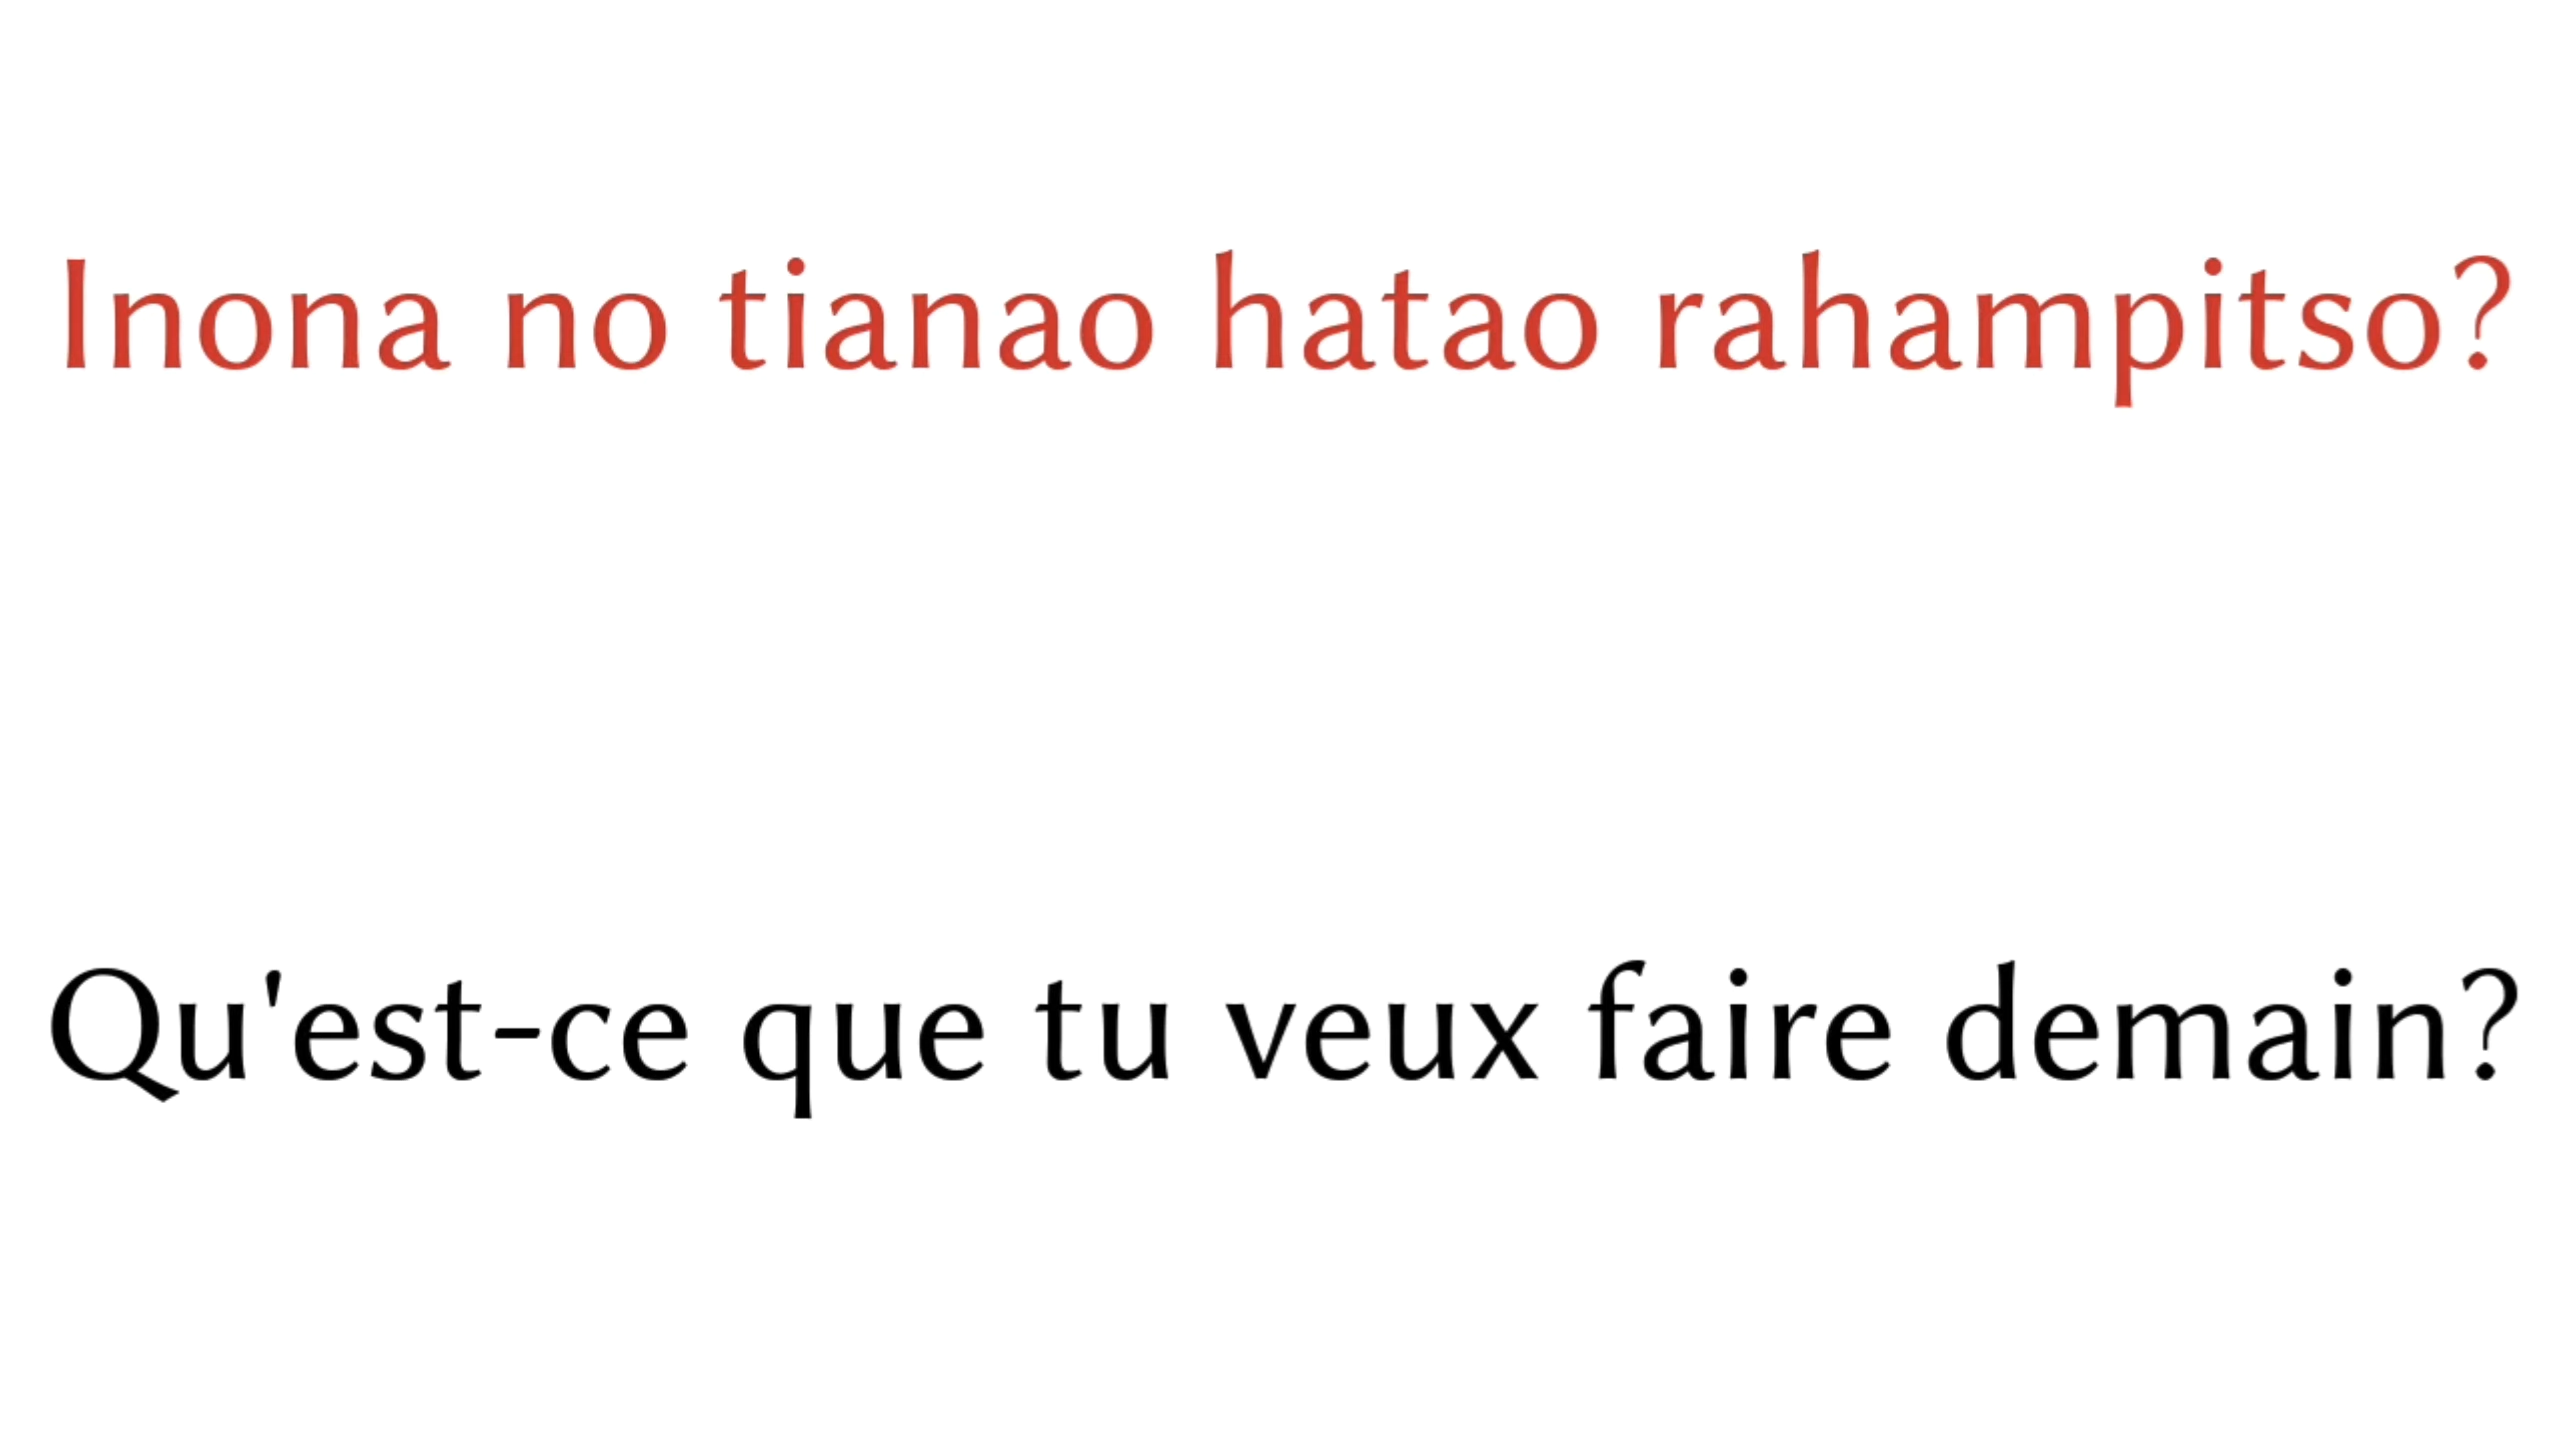 Inona no tianao hatao rahampitso?
Qu'est-ce que tu veux faire demain?